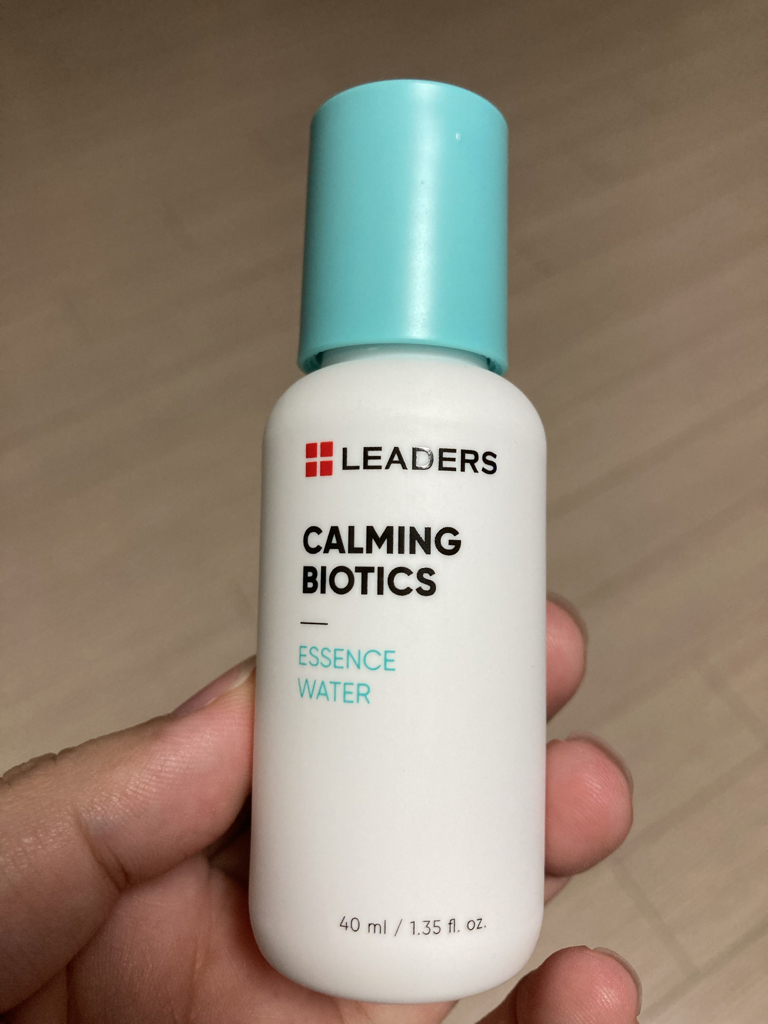 LEADERS
CALMING
BIOTICS
ESSENCE
WATER
40 ml / 1.35 fl. oz.